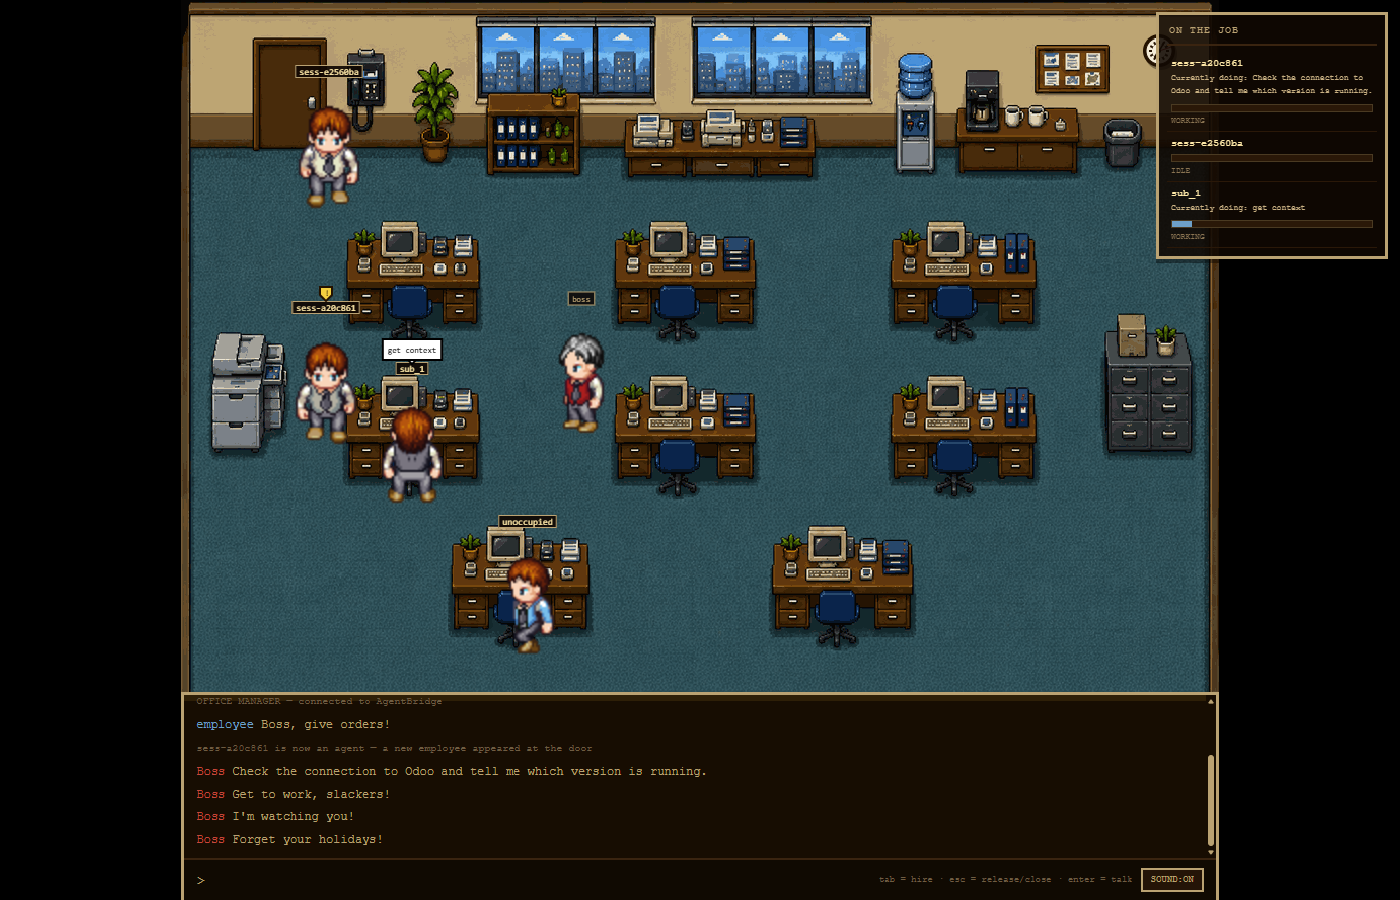 sess-e2560ba
sess-a20c861
get context
sub_1
boss
unoccupied
ON THE JOB
sess-a20c861
Currently doing: Check the connection to
Odoo and tell me which version is running.
WORKING
sess-e2560ba
IDLE
sub_1
Currently doing: get context
WORKING
OFFICE MANAGER — connected to AgentBridge
employee Boss, give orders!
sess-a20c861 is now an agent — a new employee appeared at the door
Boss Check the connection to Odoo and tell me which version is running.
Boss Get to work, slackers!
Boss I'm watching you!
Boss Forget your holidays!
>
tab = hire · esc = release/close · enter = talk
SOUND:ON